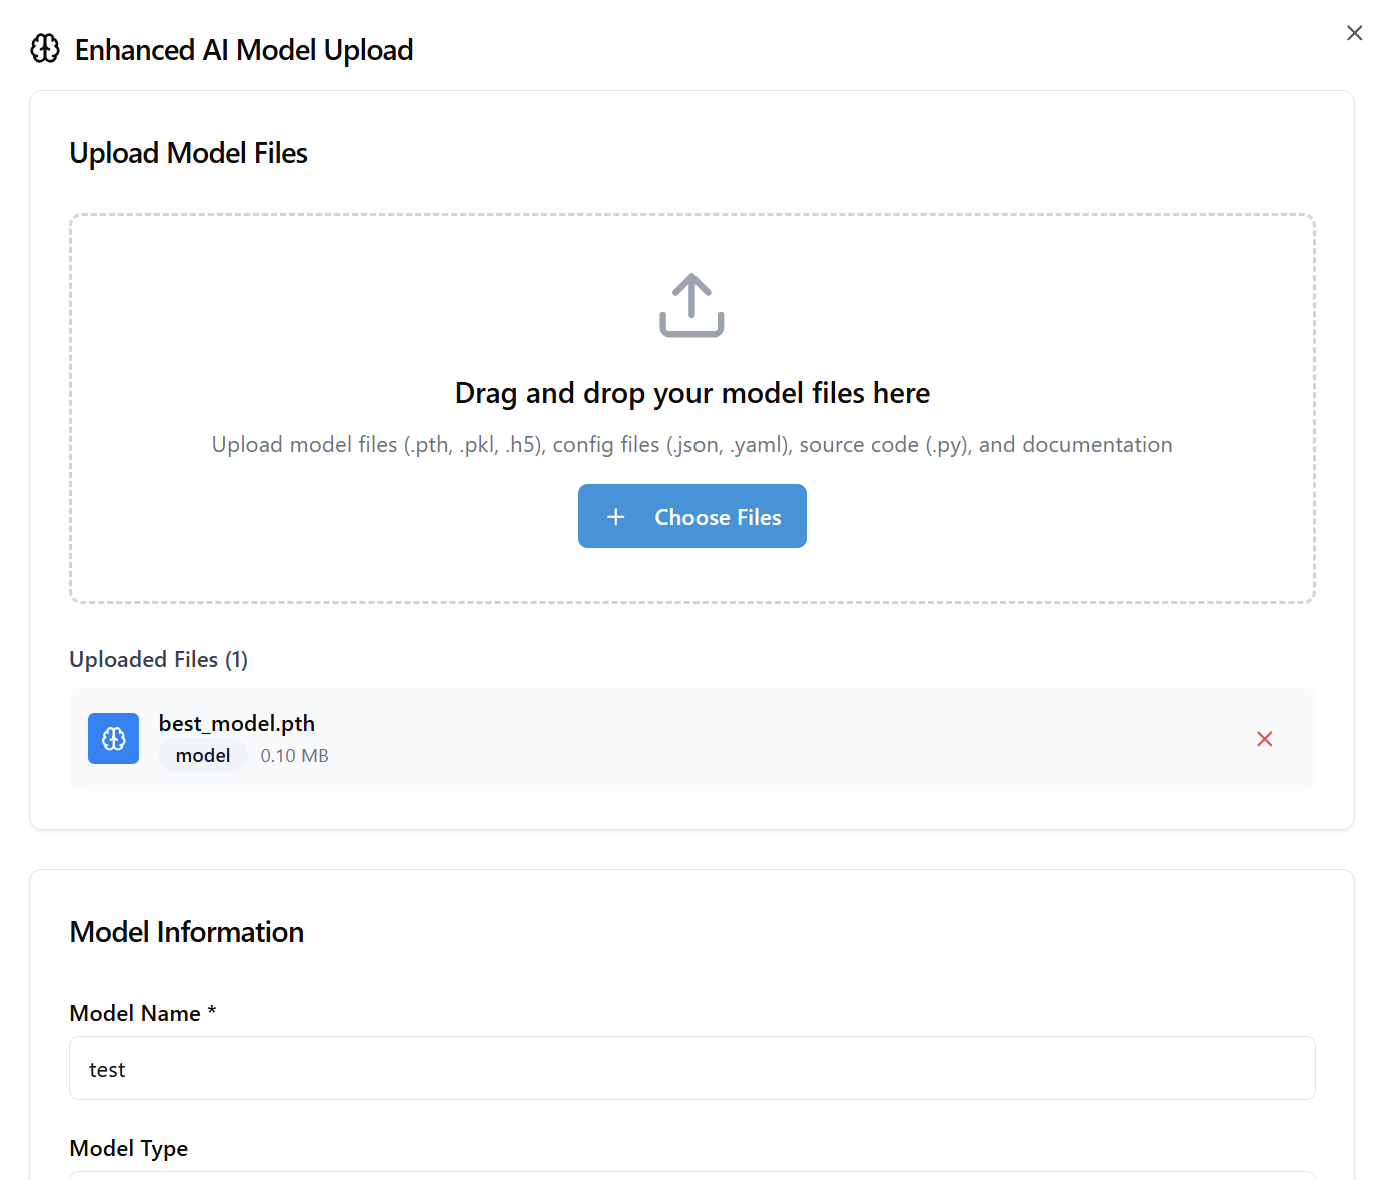 Enhanced AI Model Upload
Upload Model Files
Drag and drop your model files here
Upload model files (.pth, .pkl, .h5), config files (.json, .yaml), source code (.py), and documentation
Choose Files
Uploaded Files (1)
best_model.pth
model 0.10 MB
Model Information
Model Name *
test
Model Type